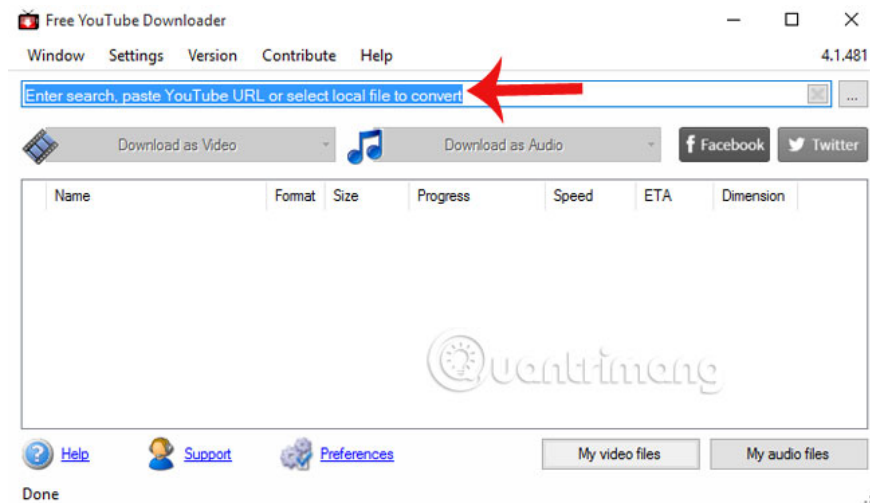 Free YouTube Downloader
Window Settings Version Contribute Help 4.1.481
Enter search, paste YouTube URL or select local file to convert ...
Download as Video Download as Audio f Facebook Twitter
Name Format Size Progress Speed ETA Dimension
Quantrimang
Help Support Preferences My video files My audio files
Done